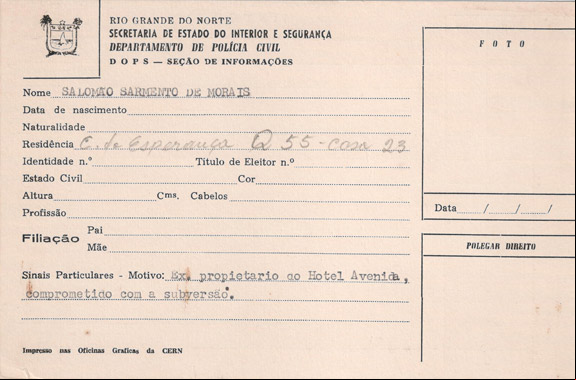 RIO GRANDE DO NORTE
SECRETARIA DE ESTADO DO INTERIOR E SEGURANÇA
DEPARTAMENTO DE POLÍCIA CIVIL
D O P S — SEÇÃO DE INFORMAÇÕES
F O T O
Nome SALOMÃO SARMENTO DE MORAIS
Data de nascimento
Naturalidade
Residência C. da Esperança Q 55 - casa 23
Identidade n.º Titulo de Eleitor n.º
Estado Civil Cor
Altura Cms. Cabelos
Profissão
Data / / /
Filiação
Pai
Mãe
POLEGAR DIREITO
Sinais Particulares - Motivo: Ex. propietario do Hotel Avenida,
comprometido com a subversão.
Impresso nas Oficinas Graficas da CERN